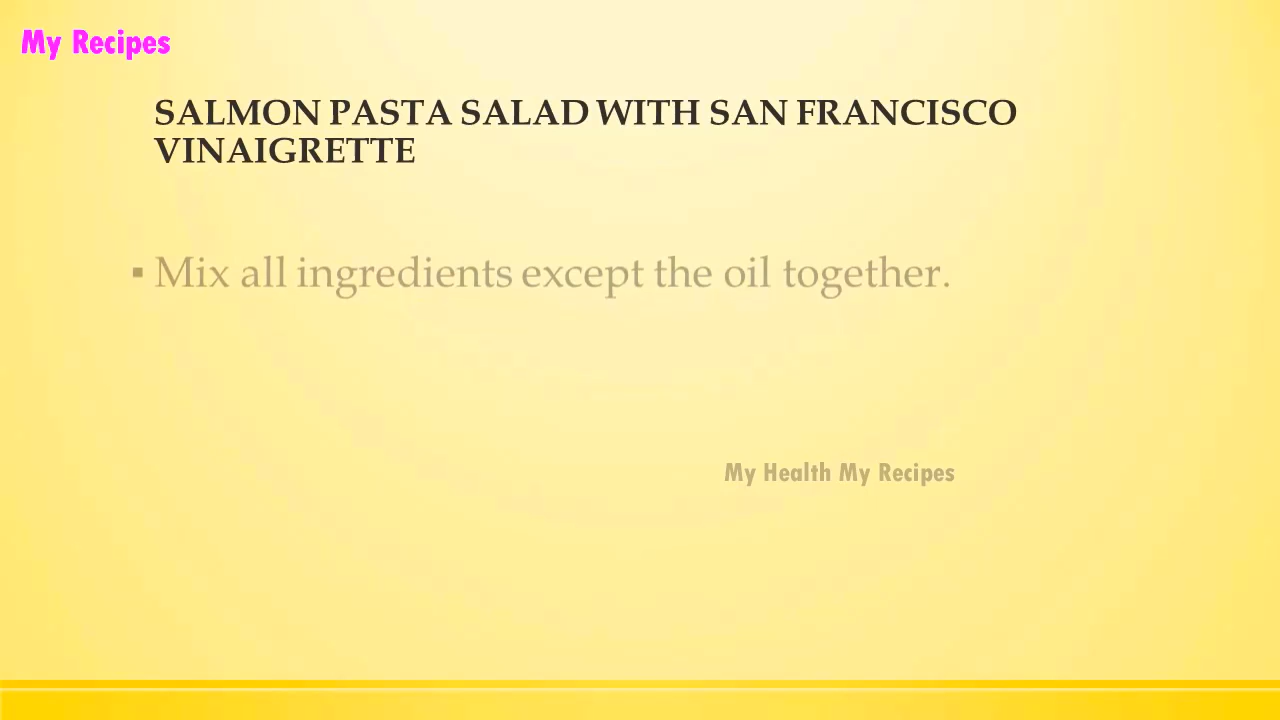 My Recipes
SALMON PASTA SALAD WITH SAN FRANCISCO
VINAIGRETTE
▪ Mix all ingredients except the oil together.
My Health My Recipes